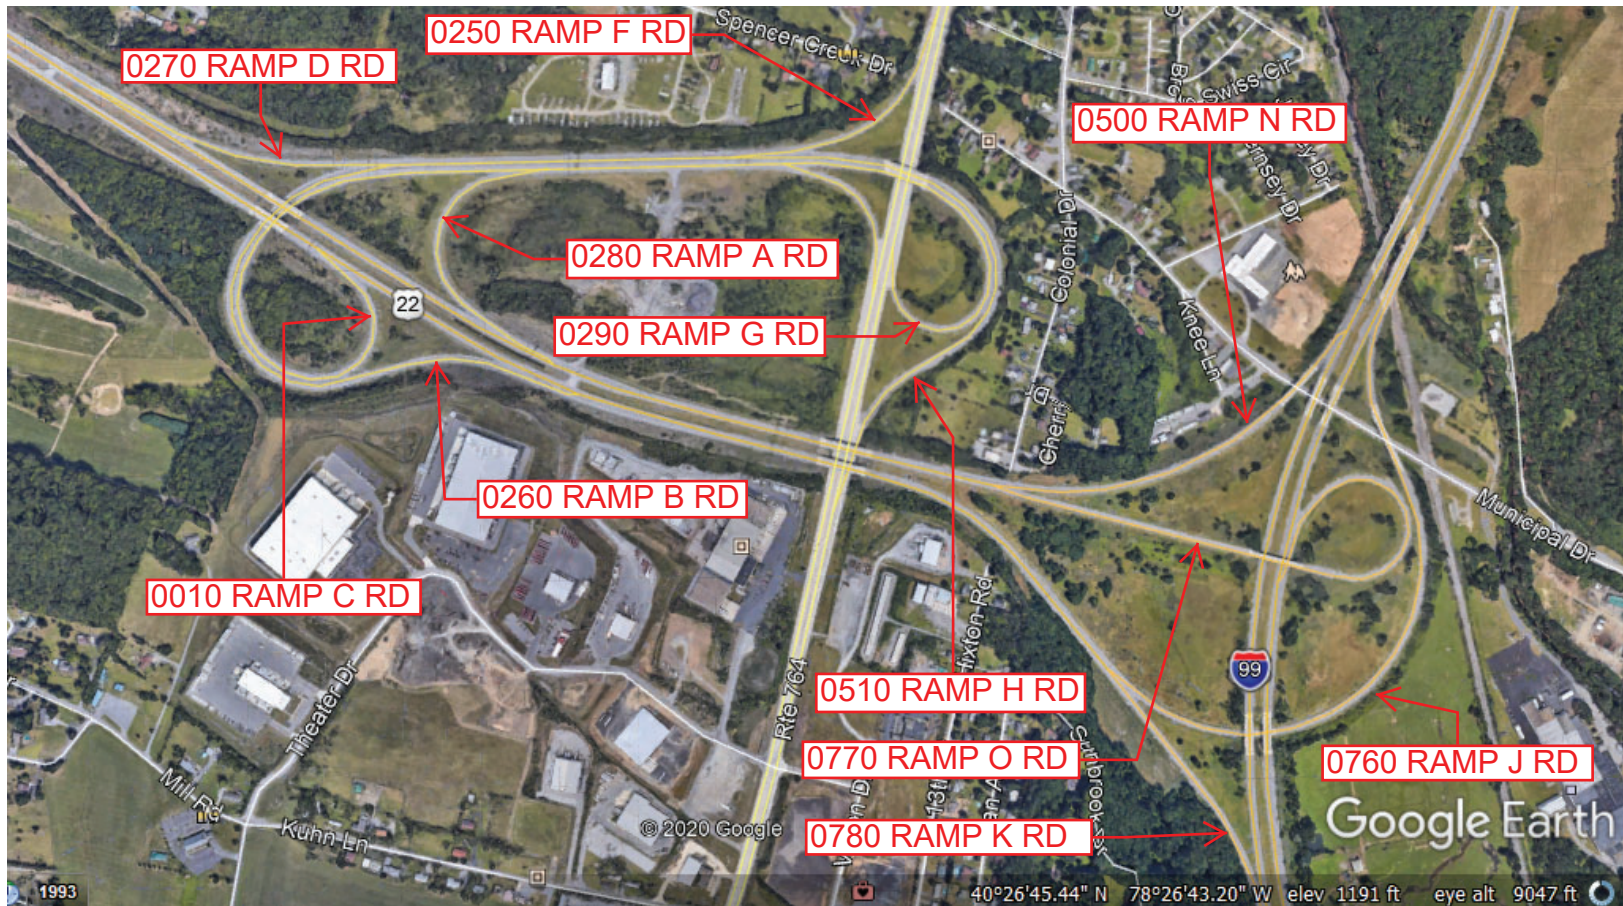 Spencer Creek Dr
0250 RAMP F RD
0270 RAMP D RD
Swiss Cir
0500 RAMP N RD
0280 RAMP A RD
Colonial Dr
22
0290 RAMP G RD
Knee Ln
0260 RAMP B RD
Municipal Dr
0010 RAMP C RD
99
0510 RAMP H RD
Rte 764
Theater Dr
0770 RAMP O RD
0760 RAMP J RD
Mill Rd
Kuhn Ln
0780 RAMP K RD
© 2020 Google
Google Earth
1993
40°26'45.44" N 78°26'43.20" W elev 1191 ft eye alt 9047 ft